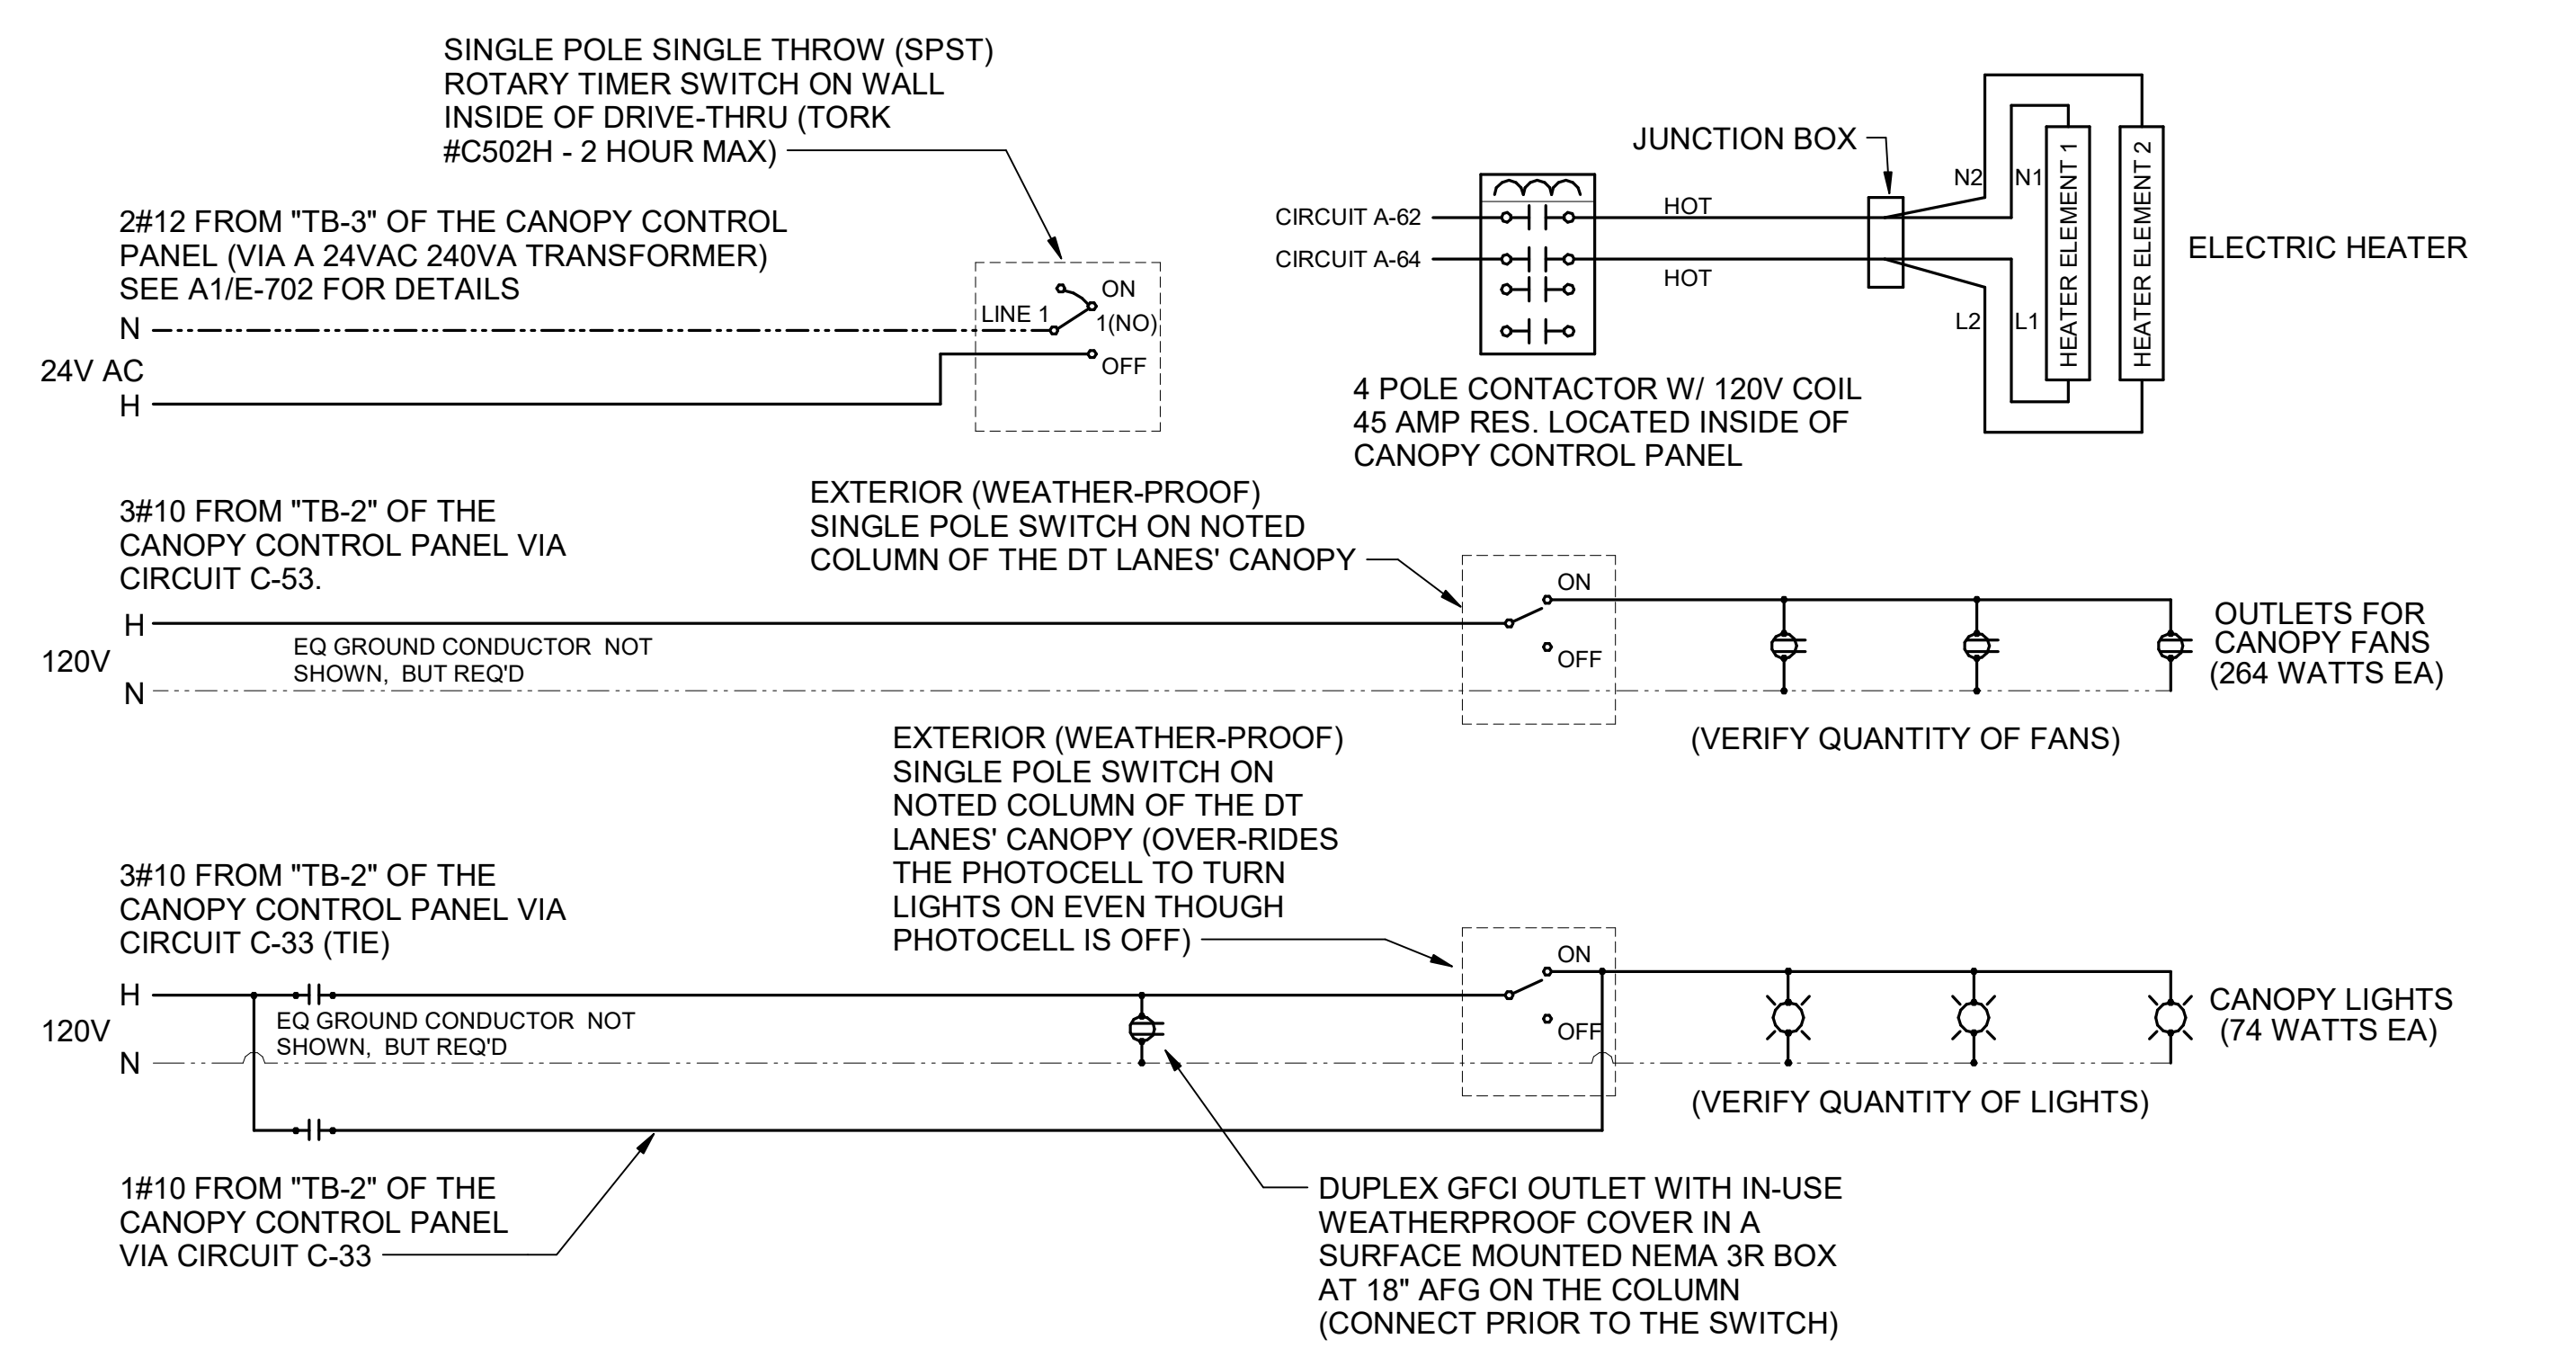 SINGLE POLE SINGLE THROW (SPST)
ROTARY TIMER SWITCH ON WALL
INSIDE OF DRIVE-THRU (TORK
#C502H - 2 HOUR MAX)
2#12 FROM "TB-3" OF THE CANOPY CONTROL
PANEL (VIA A 24VAC 240VA TRANSFORMER)
SEE A1/E-702 FOR DETAILS
N
24V AC
H
LINE 1
ON
1(NO)
OFF
JUNCTION BOX
CIRCUIT A-62
CIRCUIT A-64
HOT
HOT
N2
N1
L2
L1
HEATER ELEMENT 1
HEATER ELEMENT 2
ELECTRIC HEATER
4 POLE CONTACTOR W/ 120V COIL
45 AMP RES. LOCATED INSIDE OF
CANOPY CONTROL PANEL
3#10 FROM "TB-2" OF THE
CANOPY CONTROL PANEL VIA
CIRCUIT C-53.
EXTERIOR (WEATHER-PROOF)
SINGLE POLE SWITCH ON NOTED
COLUMN OF THE DT LANES' CANOPY
H
120V
N
EQ GROUND CONDUCTOR NOT
SHOWN, BUT REQ'D
ON
OFF
OUTLETS FOR
CANOPY FANS
(264 WATTS EA)
(VERIFY QUANTITY OF FANS)
EXTERIOR (WEATHER-PROOF)
SINGLE POLE SWITCH ON
NOTED COLUMN OF THE DT
LANES' CANOPY (OVER-RIDES
THE PHOTOCELL TO TURN
LIGHTS ON EVEN THOUGH
PHOTOCELL IS OFF)
3#10 FROM "TB-2" OF THE
CANOPY CONTROL PANEL VIA
CIRCUIT C-33 (TIE)
H
120V
N
EQ GROUND CONDUCTOR NOT
SHOWN, BUT REQ'D
ON
OFF
CANOPY LIGHTS
(74 WATTS EA)
(VERIFY QUANTITY OF LIGHTS)
1#10 FROM "TB-2" OF THE
CANOPY CONTROL PANEL
VIA CIRCUIT C-33
DUPLEX GFCI OUTLET WITH IN-USE
WEATHERPROOF COVER IN A
SURFACE MOUNTED NEMA 3R BOX
AT 18" AFG ON THE COLUMN
(CONNECT PRIOR TO THE SWITCH)